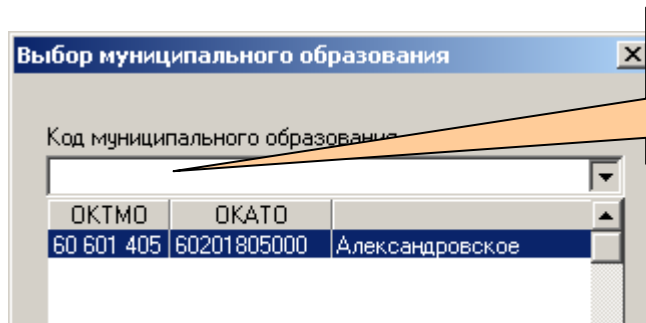 Выбор муниципального образования
Код муниципального образования
ОКТМО ОКАТО
60 601 405 60201805000 Александровское